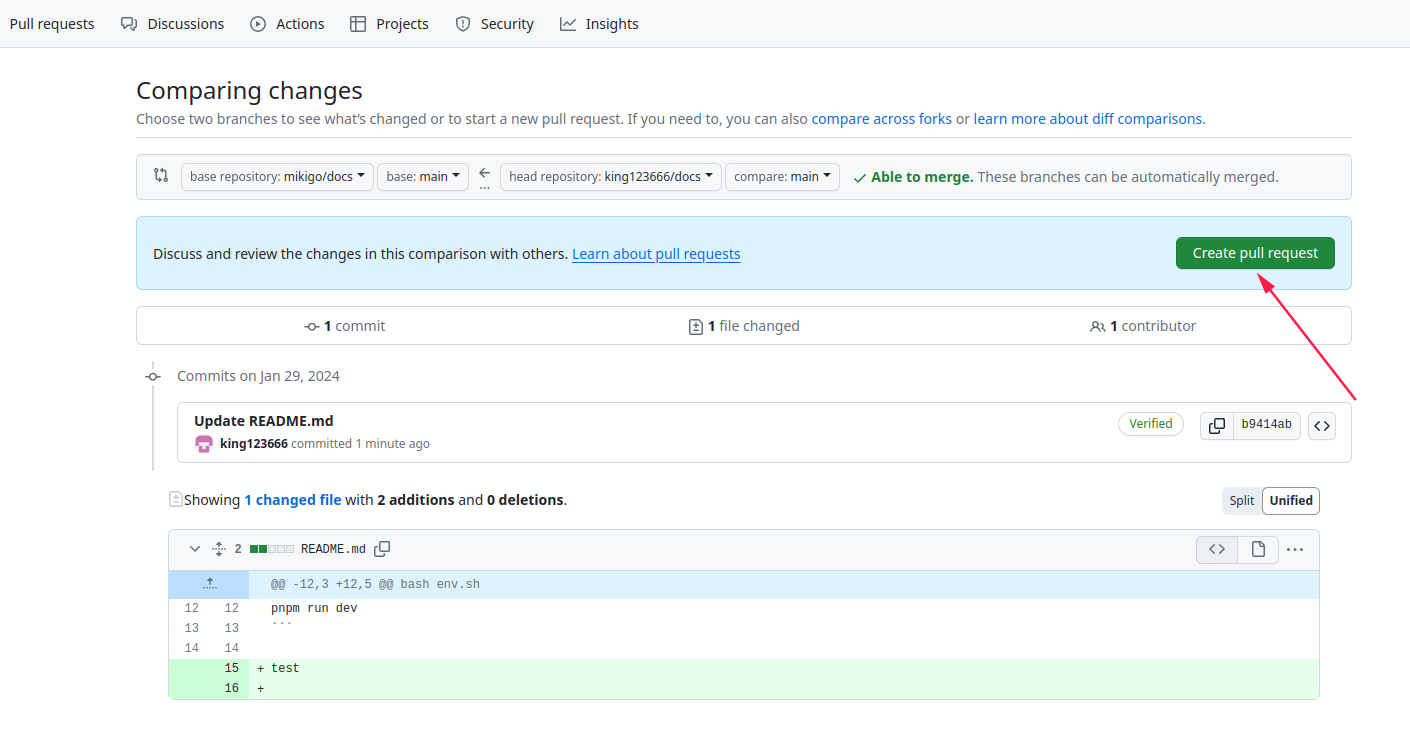 Pull requests Discussions Actions Projects Security Insights
Comparing changes
Choose two branches to see what's changed or to start a new pull request. If you need to, you can also compare across forks or learn more about diff comparisons.
base repository: mikigo/docs base: main ... head repository: king123666/docs compare: main Able to merge. These branches can be automatically merged.
Discuss and review the changes in this comparison with others. Learn about pull requests Create pull request
1 commit 1 file changed 1 contributor
Commits on Jan 29, 2024
Update README.md
king123666 committed 1 minute ago
Verified b9414ab
Showing 1 changed file with 2 additions and 0 deletions.
Split Unified
2 README.md
@@ -12,3 +12,5 @@ bash env.sh
12 12 pnpm run dev
13 13 ```
14 14
15 + test
16 +